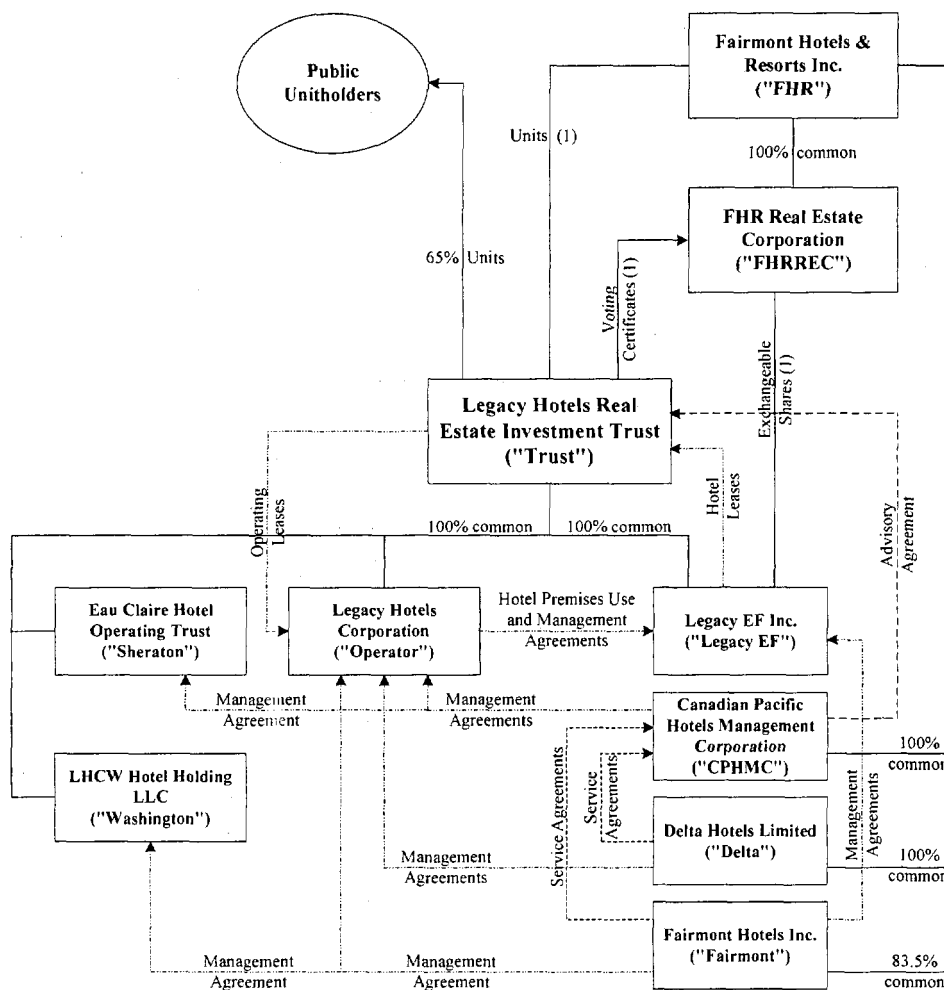 Public
Unitholders
Fairmont Hotels &
Resorts Inc.
("FHR")
Units (1)
100% common
FHR Real Estate
Corporation
("FHRREC")
65% Units
Voting
Certificates (1)
Exchangeable
Shares (1)
Legacy Hotels Real
Estate Investment Trust
("Trust")
Operating
Leases
Hotel
Leases
Advisory
Agreement
100% common
100% common
Eau Claire Hotel
Operating Trust
("Sheraton")
Legacy Hotels
Corporation
("Operator")
Hotel Premises Use
and Management
Agreements
Legacy EF Inc.
("Legacy EF")
Management
Agreement
Management
Agreements
Canadian Pacific
Hotels Management
Corporation
("CPHMC")
100%
common
LHCW Hotel Holding
LLC
("Washington")
Service Agreements
Service
Agreements
Management
Agreements
Delta Hotels Limited
("Delta")
Management
Agreements
100%
common
Fairmont Hotels Inc.
("Fairmont")
Management
Agreements
Management
Agreements
83.5%
common